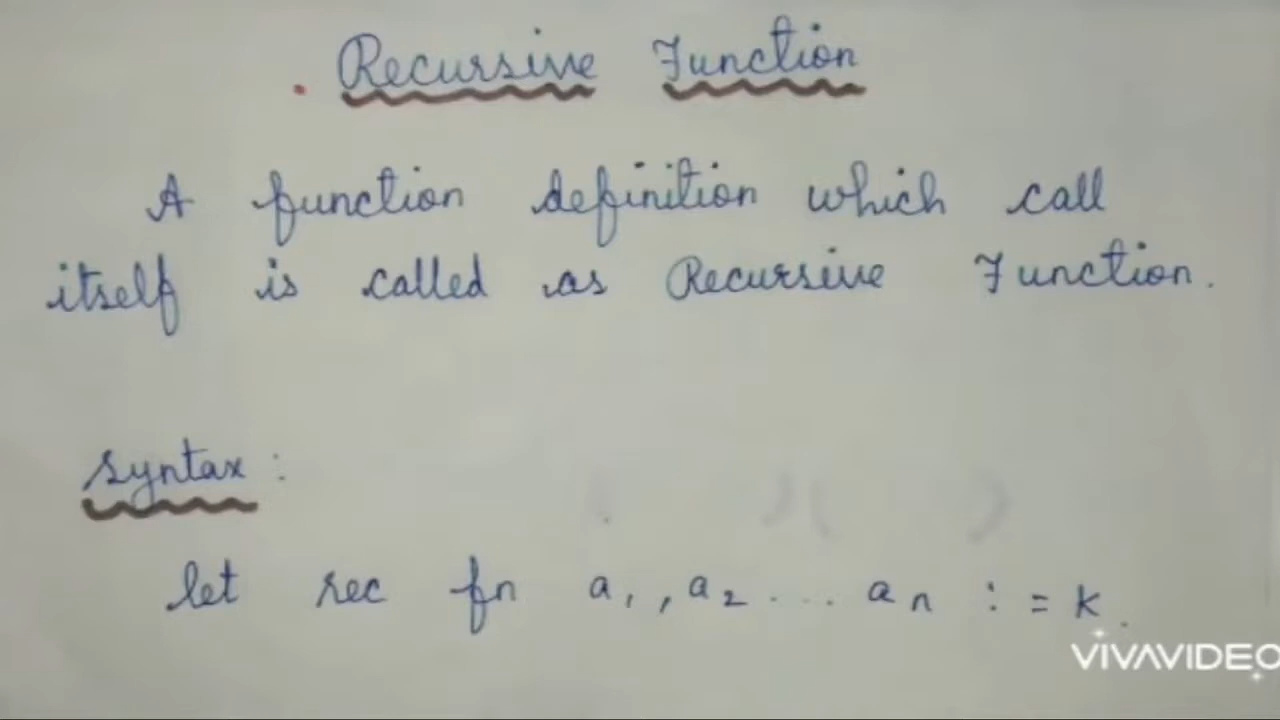 Recursive Function
A function definition which call
itself is called as Recursive Function.
Syntax :
let rec fn a₁, a₂ .... aₙ := k.
VIVAVIDEO